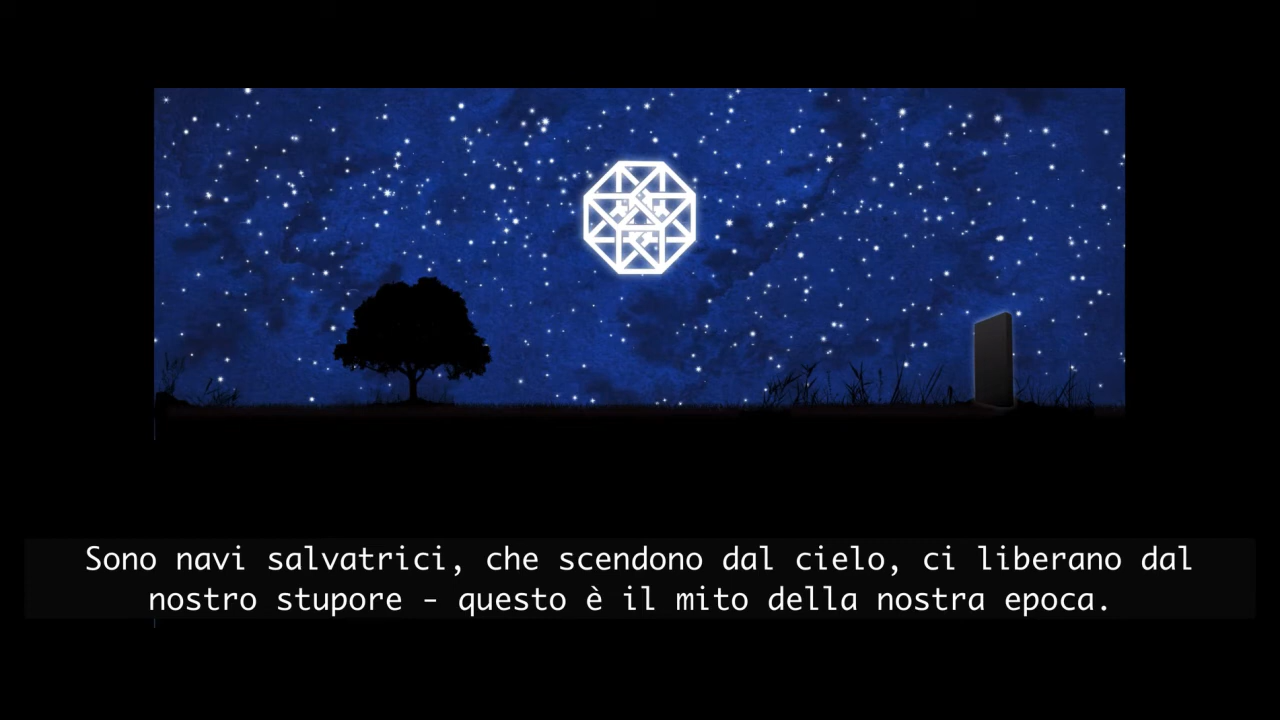 Sono navi salvatrici, che scendono dal cielo, ci liberano dal
nostro stupore - questo è il mito della nostra epoca.